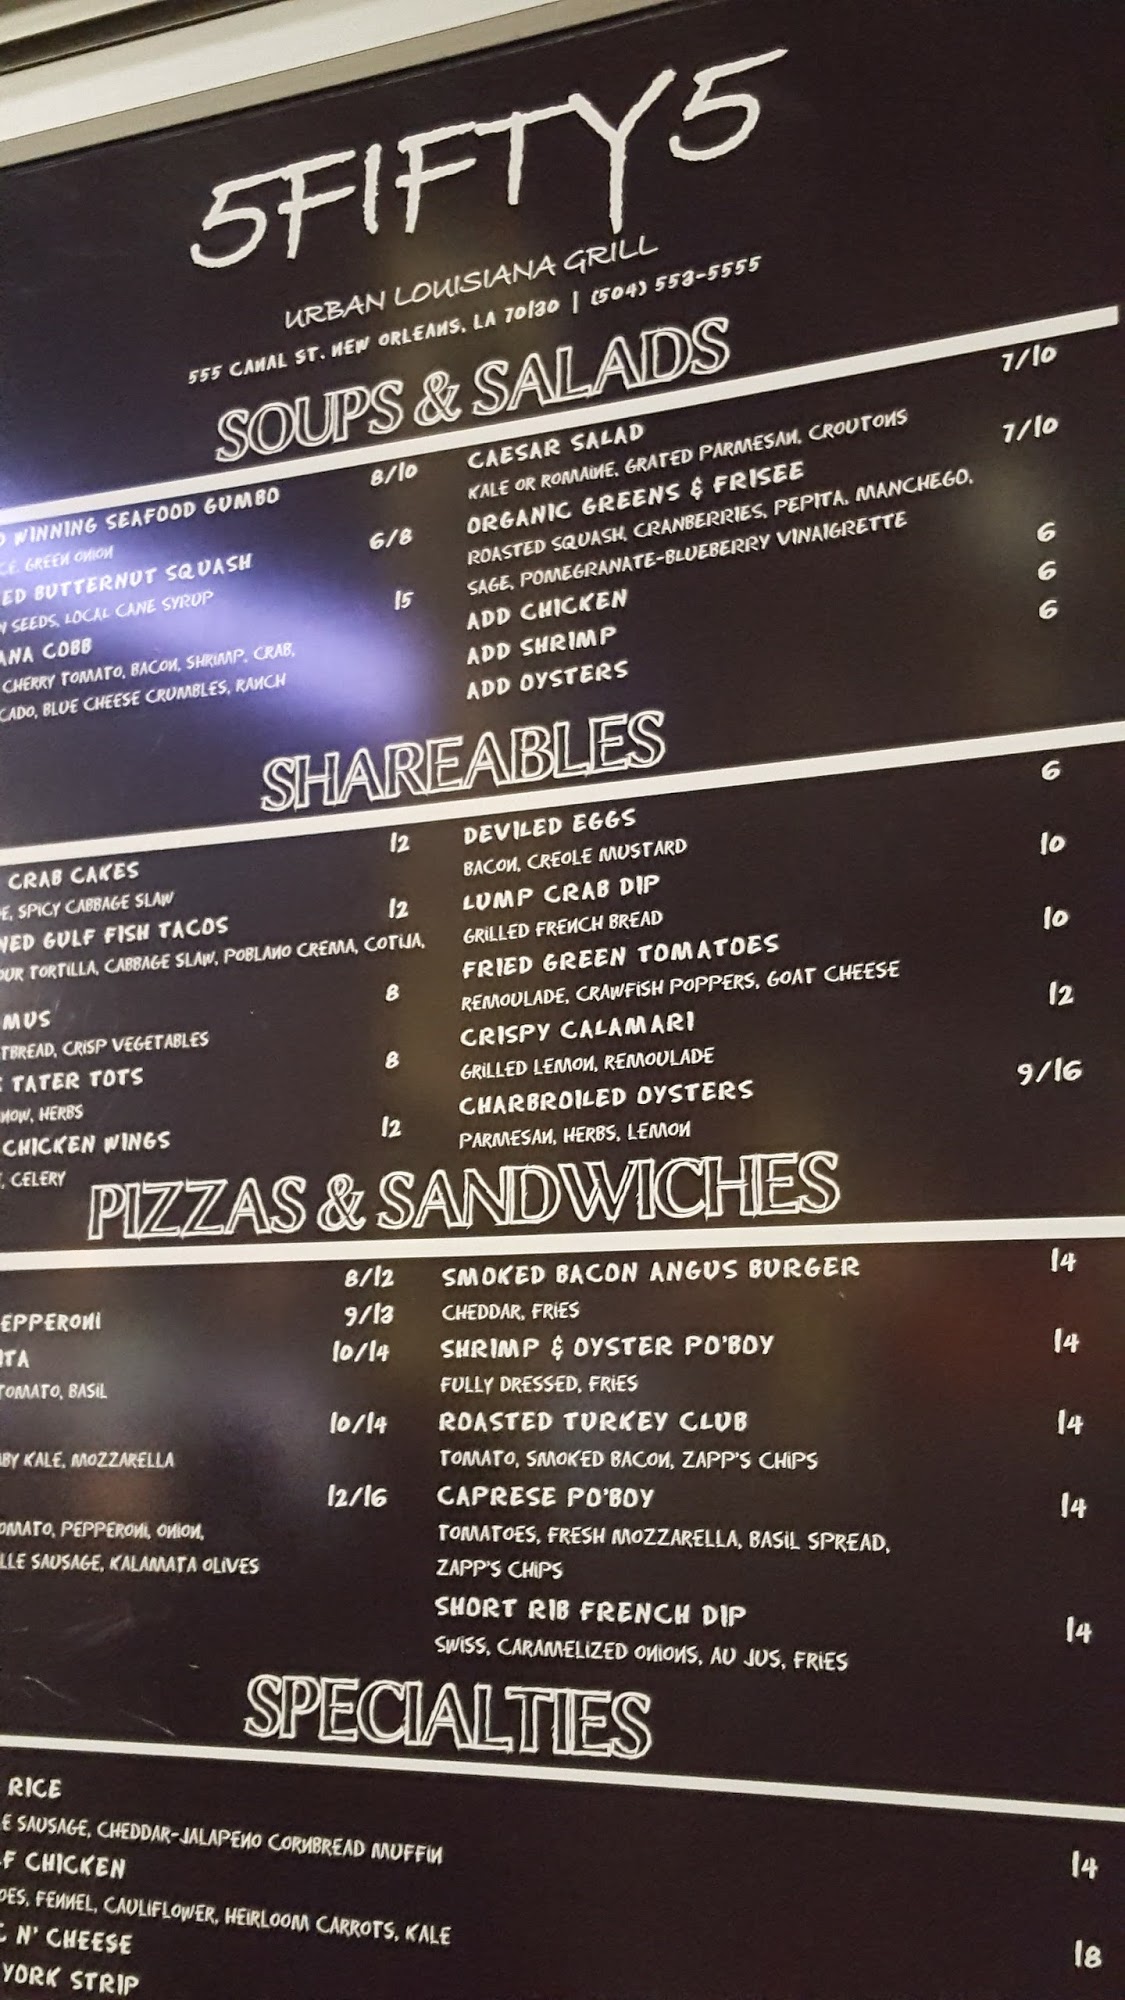 5FIFTY5
URBAN LOUISIANA GRILL
555 CANAL ST. NEW ORLEANS, LA 70130 | (504) 553-5555
SOUPS & SALADS
WINNING SEAFOOD GUMBO 8/10
GREEN ONION
BUTTERNUT SQUASH 6/8
SEEDS, LOCAL CANE SYRUP
COBB 15
CHERRY TOMATO, BACON, SHRIMP, CRAB,
BLUE CHEESE CRUMBLES, RANCH
CAESAR SALAD 7/10
KALE OR ROMAINE, GRATED PARMESAN, CROUTONS
ORGANIC GREENS & FRISEE 7/10
ROASTED SQUASH, CRANBERRIES, PEPITA, MANCHEGO,
SAGE, POMEGRANATE-BLUEBERRY VINAIGRETTE
ADD CHICKEN 6
ADD SHRIMP 6
ADD OYSTERS 6
SHAREABLES
CRAB CAKES 12
SPICY CABBAGE SLAW
GULF FISH TACOS 12
TORTILLA, CABBAGE SLAW, POBLANO CREMA, COTIJA,
8
CRISP VEGETABLES
TATER TOTS 8
HERBS
CHICKEN WINGS 12
CELERY
DEVILED EGGS 6
BACON, CREOLE MUSTARD
LUMP CRAB DIP 10
GRILLED FRENCH BREAD
FRIED GREEN TOMATOES 10
REMOULADE, CRAWFISH POPPERS, GOAT CHEESE
CRISPY CALAMARI 12
GRILLED LEMON, REMOULADE
CHARBROILED OYSTERS 9/16
PARMESAN, HERBS, LEMON
PIZZAS & SANDWICHES
8/12
EPPERONI 9/13
10/14
TOMATO, BASIL
10/14
KALE, MOZZARELLA
12/16
PEPPERONI, ONION,
SAUSAGE, KALAMATA OLIVES
SMOKED BACON ANGUS BURGER 14
CHEDDAR, FRIES
SHRIMP & OYSTER PO'BOY 14
FULLY DRESSED, FRIES
ROASTED TURKEY CLUB 14
TOMATO, SMOKED BACON, ZAPP'S CHIPS
CAPRESE PO'BOY 14
TOMATOES, FRESH MOZZARELLA, BASIL SPREAD,
ZAPP'S CHIPS
SHORT RIB FRENCH DIP 14
SWISS, CARAMELIZED ONIONS, AU JUS, FRIES
SPECIALTIES
RICE 14
SAUSAGE, CHEDDAR-JALAPENO CORNBREAD MUFFIN
CHICKEN 18
FENNEL, CAULIFLOWER, HEIRLOOM CARROTS, KALE
N' CHEESE
YORK STRIP